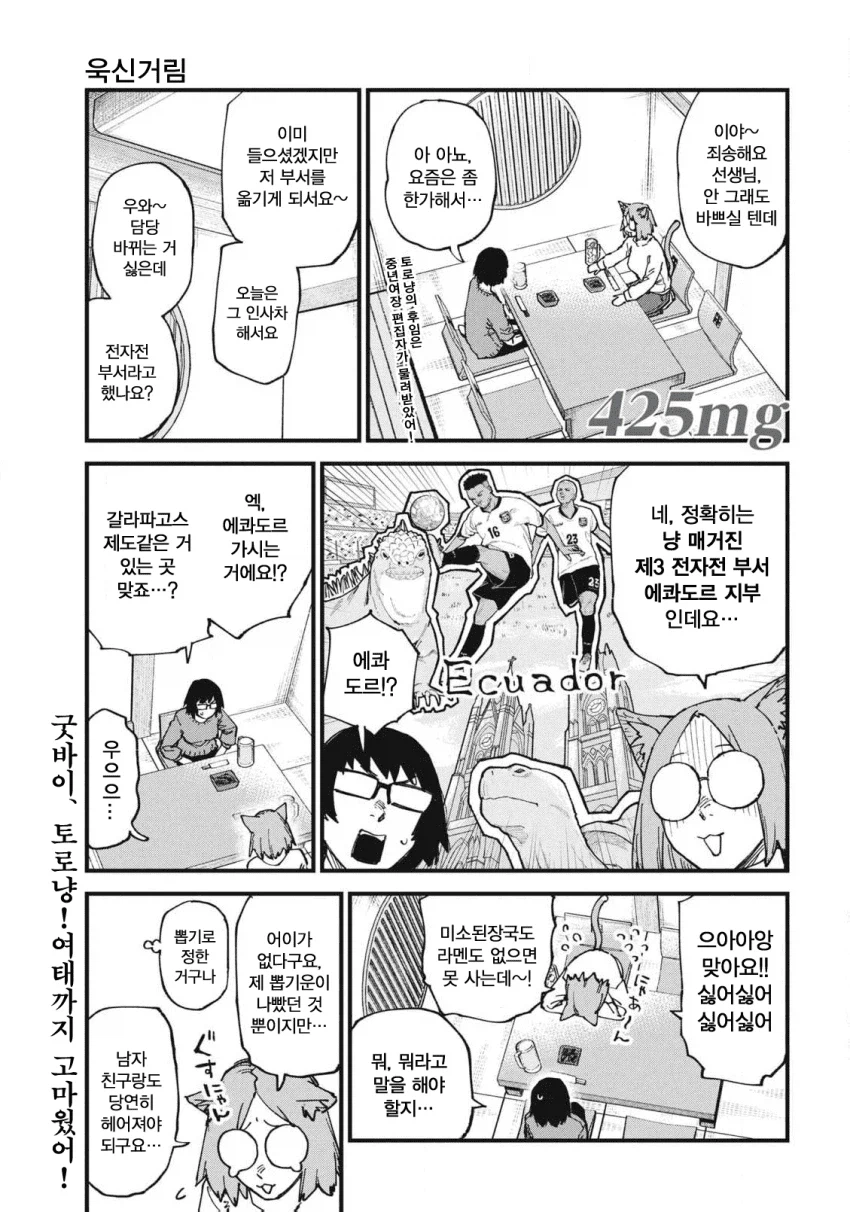 욱신거림
이야~
죄송해요
선생님,
안 그래도
바쁘실 텐데
아 아뇨,
요즘은 좀
한가해서…
토로냥의 후임은
중년여장 편집자가 물려받았어!
425mg
이미
들으셨겠지만
저 부서를
옮기게 되서요~
오늘은
그 인사차
해서요
우와~
담당
바뀌는 거
싫은데
전자전
부서라고
했나요?
네, 정확히는
냥 매거진
제3 전자전 부서
에콰도르 지부
인데요…
16
23
23
Ecuador
에콰
도르!?
엑,
에콰도르
가시는
거에요!?
갈라파고스
제도같은 거
있는 곳
맞죠…?
우으으…
으아아앙
맞아요!!
싫어싫어
싫어싫어
にゃあ~ん
미소된장국도
라멘도 없으면
못 사는데~!
뭐, 뭐라고
말을 해야
할지…
어이가
없다구요,
제 뽑기운이
나빴던 것
뿐이지만…
뽑기로
정한
거구나
ぐすにゃん
남자
친구랑도
당연히
헤어져야
되구요…
굿바이, 토로냥! 여태까지 고마웠어!